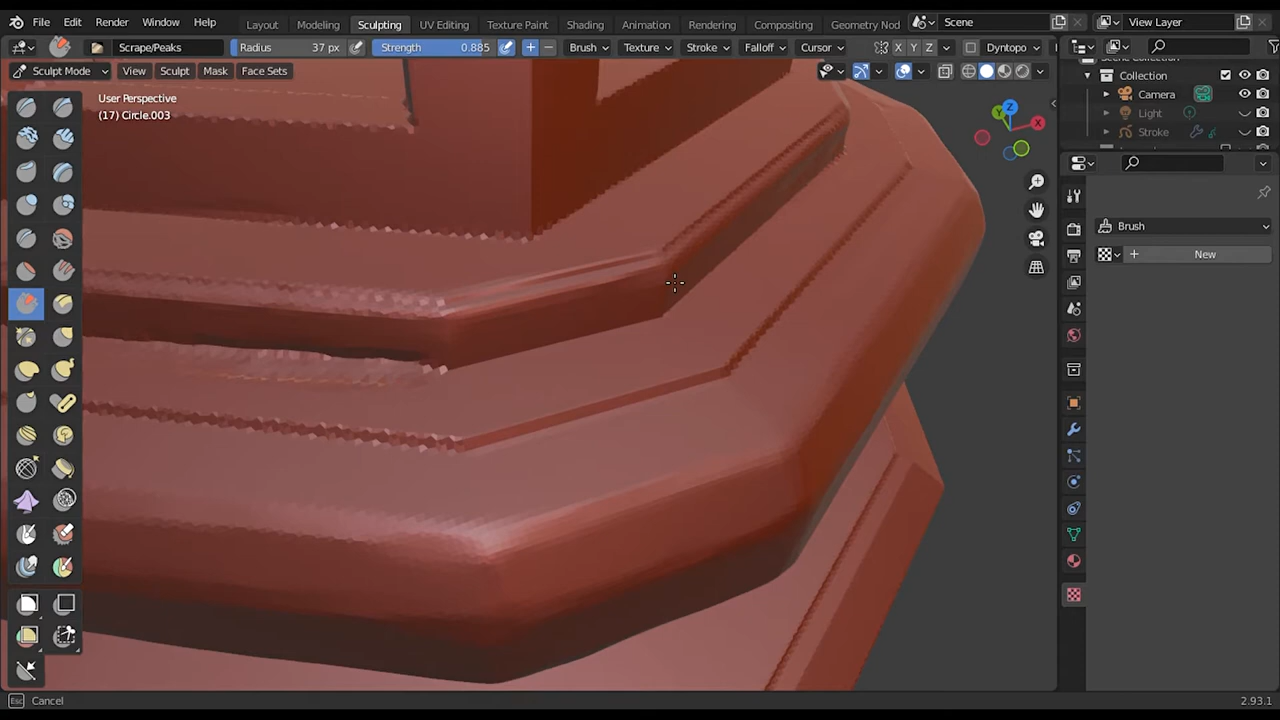 File Edit Render Window Help Layout Modeling Sculpting UV Editing Texture Paint Shading Animation Rendering Compositing Geometry Nod Scene View Layer
Scrape/Peaks Radius 37 px Strength 0.885 Brush Texture Stroke Falloff Cursor X Y Z Dyntopo
Sculpt Mode View Sculpt Mask Face Sets
User Perspective
(17) Circle.003
Z
Y
X
Collection
Camera
Light
Stroke
Brush
New
Esc Cancel 2.93.1